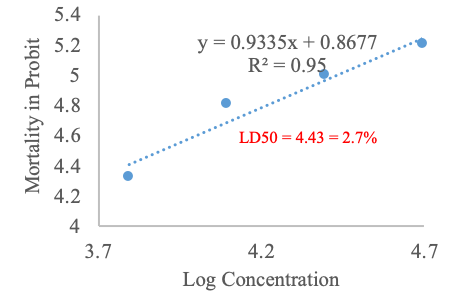 5.4
5.2
5
4.8
4.6
4.4
4.2
4
Mortality in Probit
y = 0.9335x + 0.8677
R² = 0.95
LD50 = 4.43 = 2.7%
3.7
4.2
4.7
Log Concentration